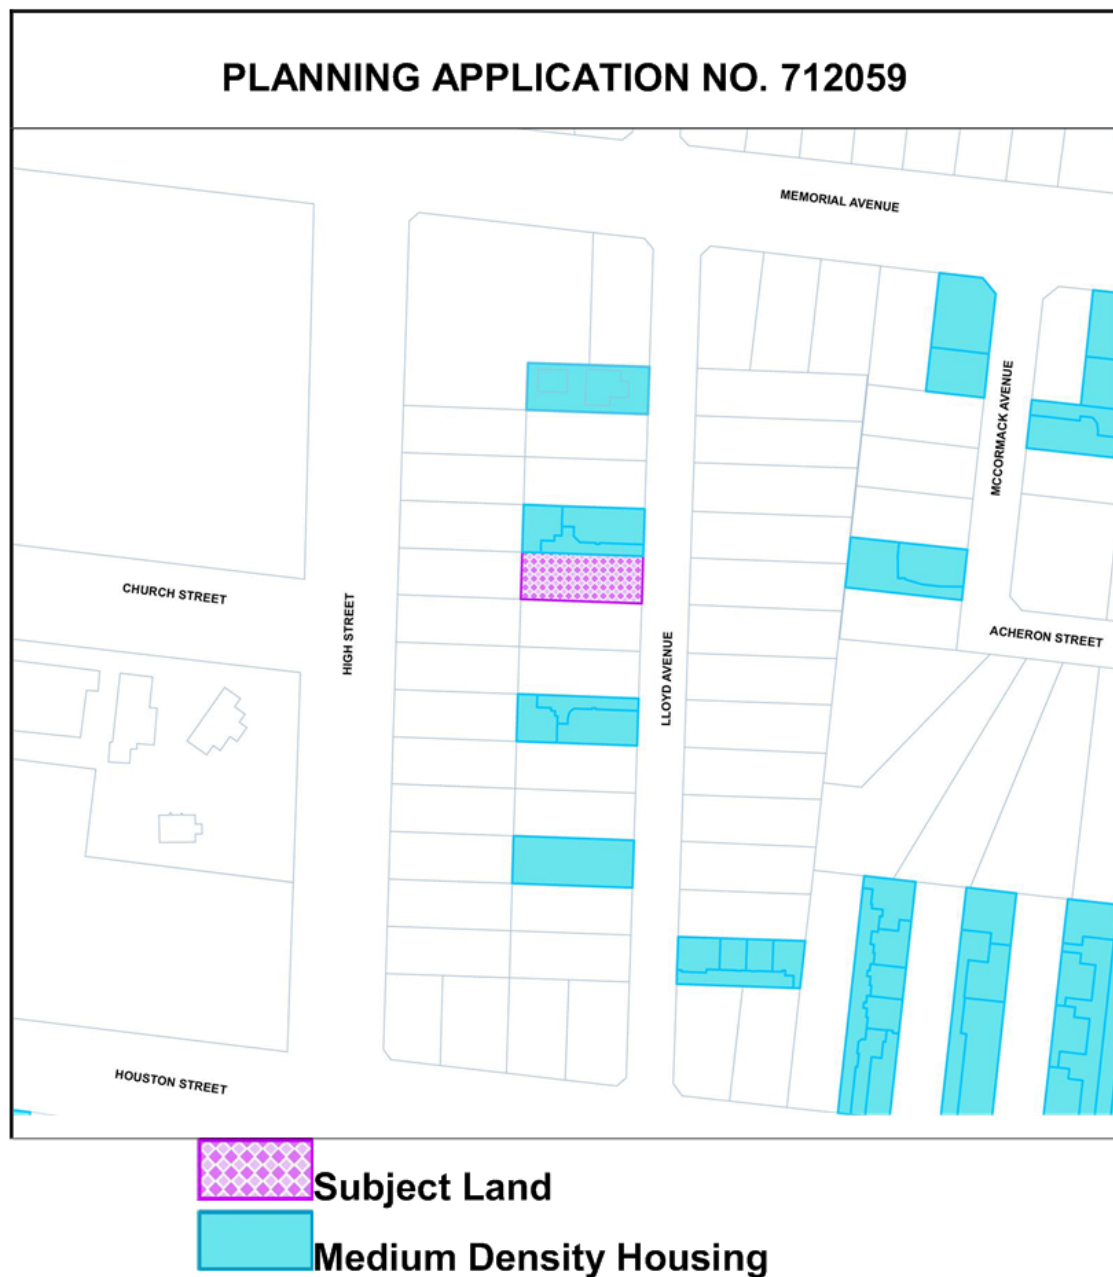 PLANNING APPLICATION NO. 712059
MEMORIAL AVENUE
MCCORMACK AVENUE
CHURCH STREET
HIGH STREET
LLOYD AVENUE
ACHERON STREET
HOUSTON STREET
Subject Land
Medium Density Housing